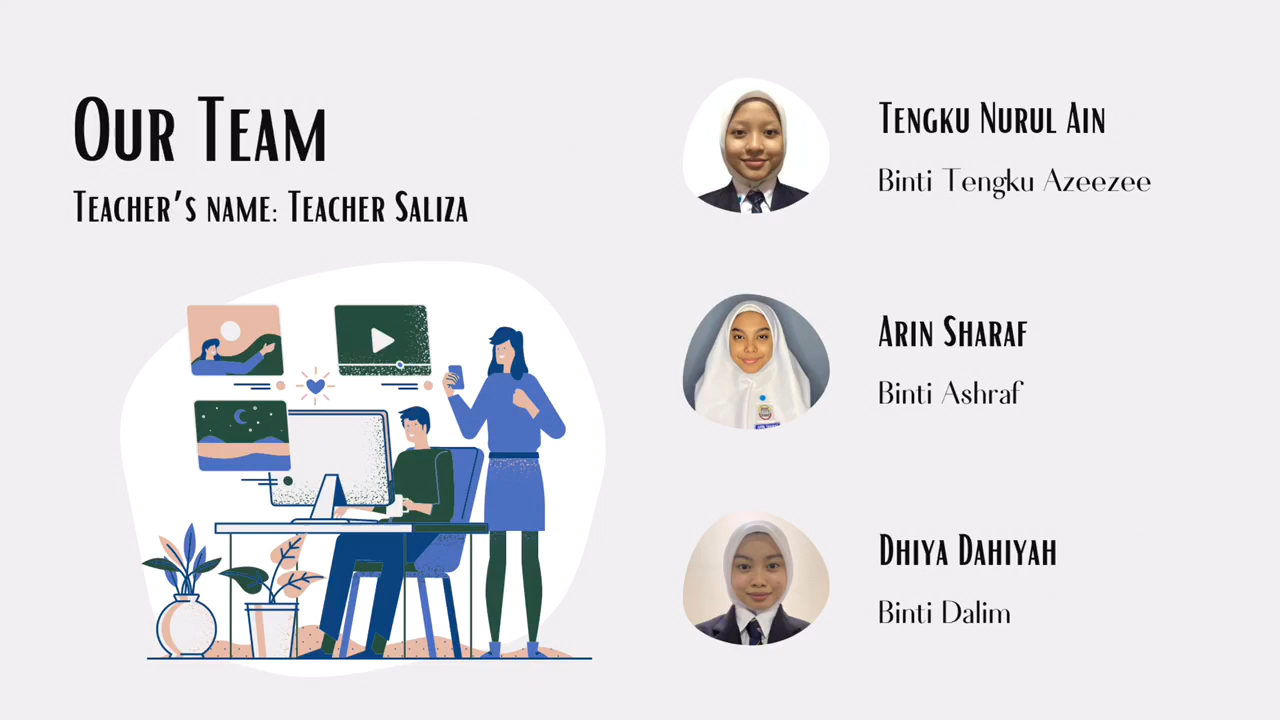 Our Team
Teacher's name: Teacher Saliza
Tengku Nurul Ain
Binti Tengku Azeezee
Arin Sharaf
Binti Ashraf
Dhiya Dahiyah
Binti Dalim